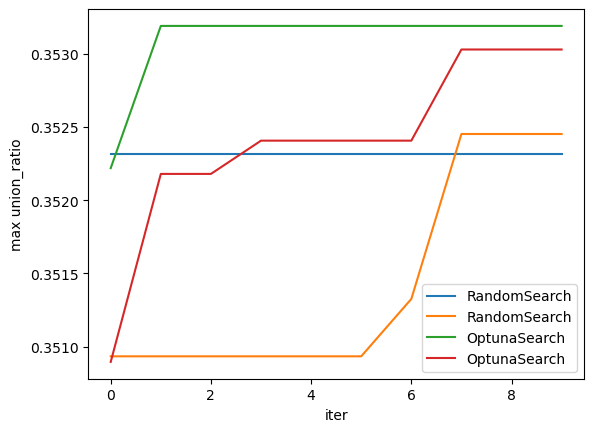 0.3530
0.3525
0.3520
0.3515
0.3510
max union_ratio
0 2 4 6 8
iter
RandomSearch
RandomSearch
OptunaSearch
OptunaSearch